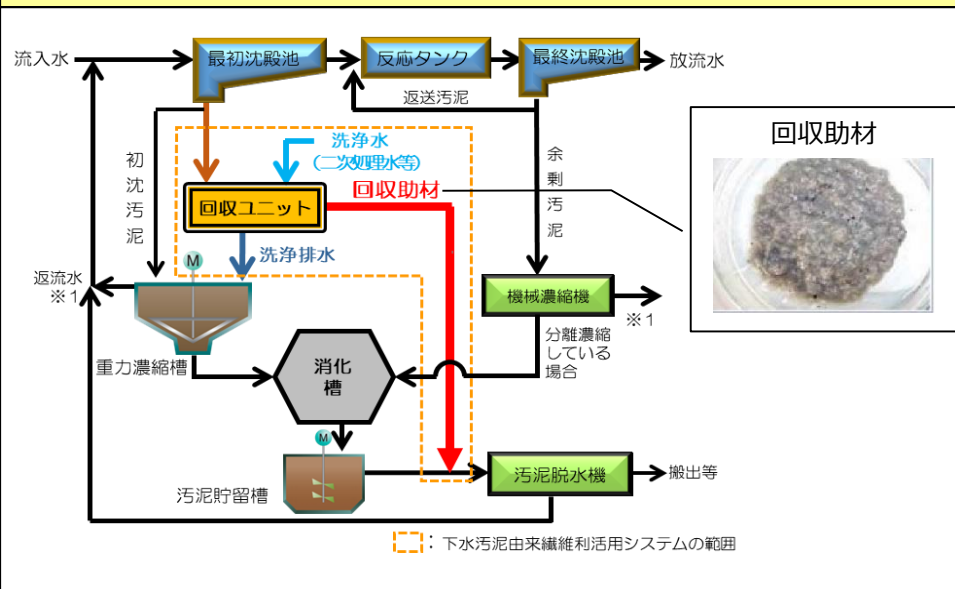 流入水
最初沈殿池
反応タンク
最終沈殿池
放流水
返送汚泥
初沈汚泥
洗浄水
(二次処理水等)
回収助材
回収ユニット
余剰汚泥
回収助材
洗浄排水
M
返流水
※1
機械濃縮機
※1
重力濃縮槽
消化
槽
分離濃縮
している
場合
M
汚泥貯留槽
汚泥脱水機
搬出等
:下水汚泥由来繊維利活用システムの範囲